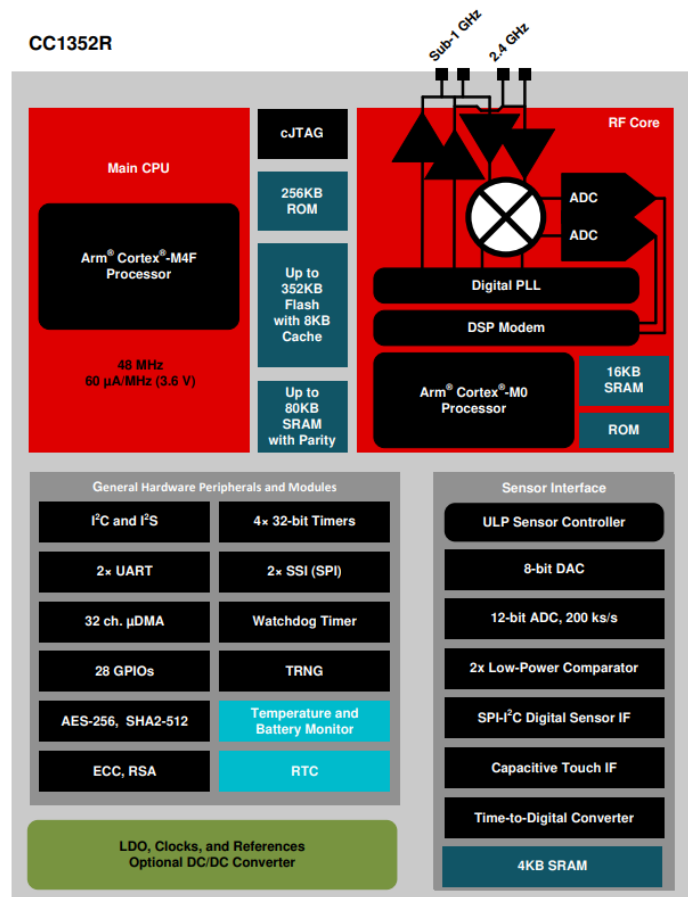 CC1352R
Sub-1 GHz
2.4 GHz
Main CPU
Arm® Cortex®-M4F
Processor
48 MHz
60 µA/MHz (3.6 V)
cJTAG
256KB
ROM
Up to
352KB
Flash
with 8KB
Cache
Up to
80KB
SRAM
with Parity
RF Core
ADC
ADC
Digital PLL
DSP Modem
Arm® Cortex®-M0
Processor
16KB
SRAM
ROM
General Hardware Peripherals and Modules
I²C and I²S
4× 32-bit Timers
2× UART
2× SSI (SPI)
32 ch. µDMA
Watchdog Timer
28 GPIOs
TRNG
AES-256, SHA2-512
Temperature and
Battery Monitor
ECC, RSA
RTC
LDO, Clocks, and References
Optional DC/DC Converter
Sensor Interface
ULP Sensor Controller
8-bit DAC
12-bit ADC, 200 ks/s
2x Low-Power Comparator
SPI-I²C Digital Sensor IF
Capacitive Touch IF
Time-to-Digital Converter
4KB SRAM